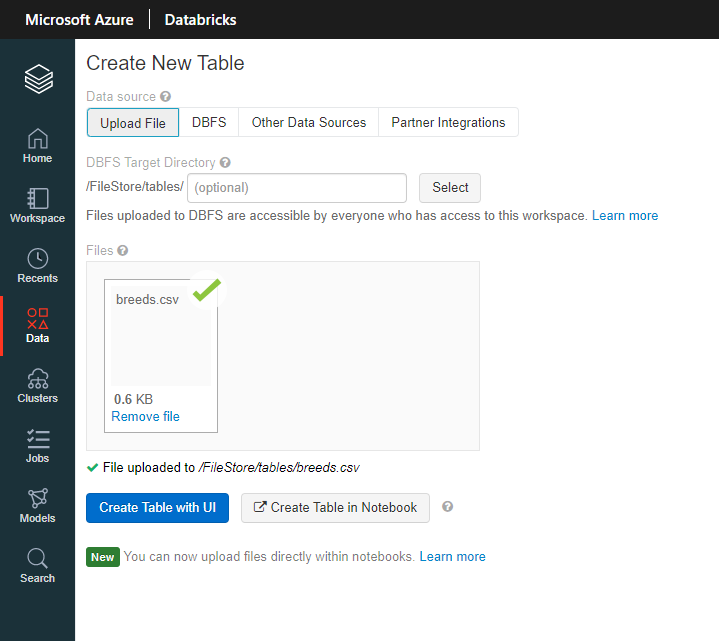 Microsoft Azure | Databricks
Create New Table
Data source ?
Upload File DBFS Other Data Sources Partner Integrations
DBFS Target Directory ?
/FileStore/tables/ (optional) Select
Files uploaded to DBFS are accessible by everyone who has access to this workspace. Learn more
Files ?
breeds.csv
0.6 KB
Remove file
File uploaded to /FileStore/tables/breeds.csv
Create Table with UI Create Table in Notebook ?
New You can now upload files directly within notebooks. Learn more
Home
Workspace
Recents
Data
Clusters
Jobs
Models
Search